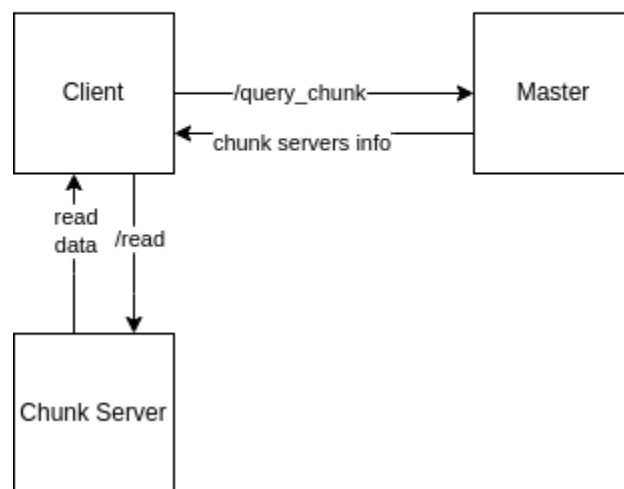 Client
/query_chunk
Master
chunk servers info
read
data
/read
Chunk Server